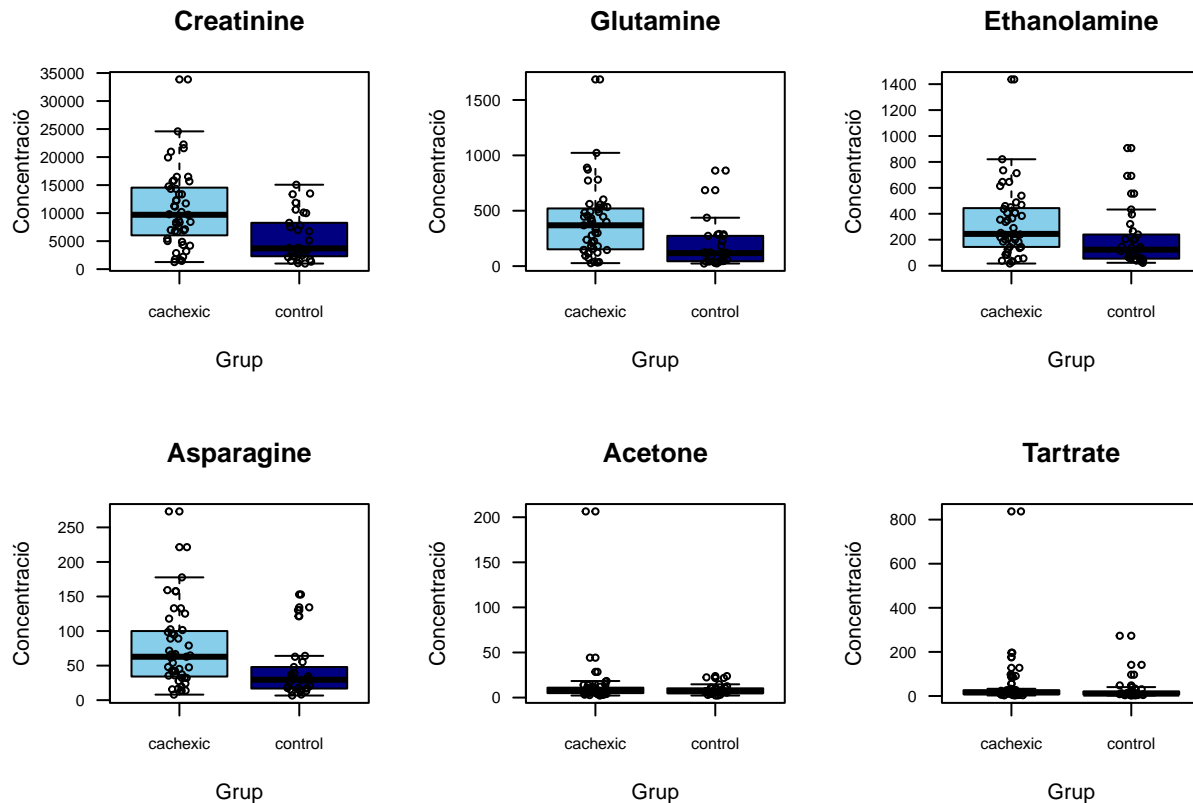 Creatinine
Concentració
35000
30000
25000
20000
15000
10000
5000
0
cachexic control
Grup
Glutamine
Concentració
1500
1000
500
0
cachexic control
Grup
Ethanolamine
Concentració
1400
1200
1000
800
600
400
200
0
cachexic control
Grup
Asparagine
Concentració
250
200
150
100
50
0
cachexic control
Grup
Acetone
Concentració
200
150
100
50
0
cachexic control
Grup
Tartrate
Concentració
800
600
400
200
0
cachexic control
Grup